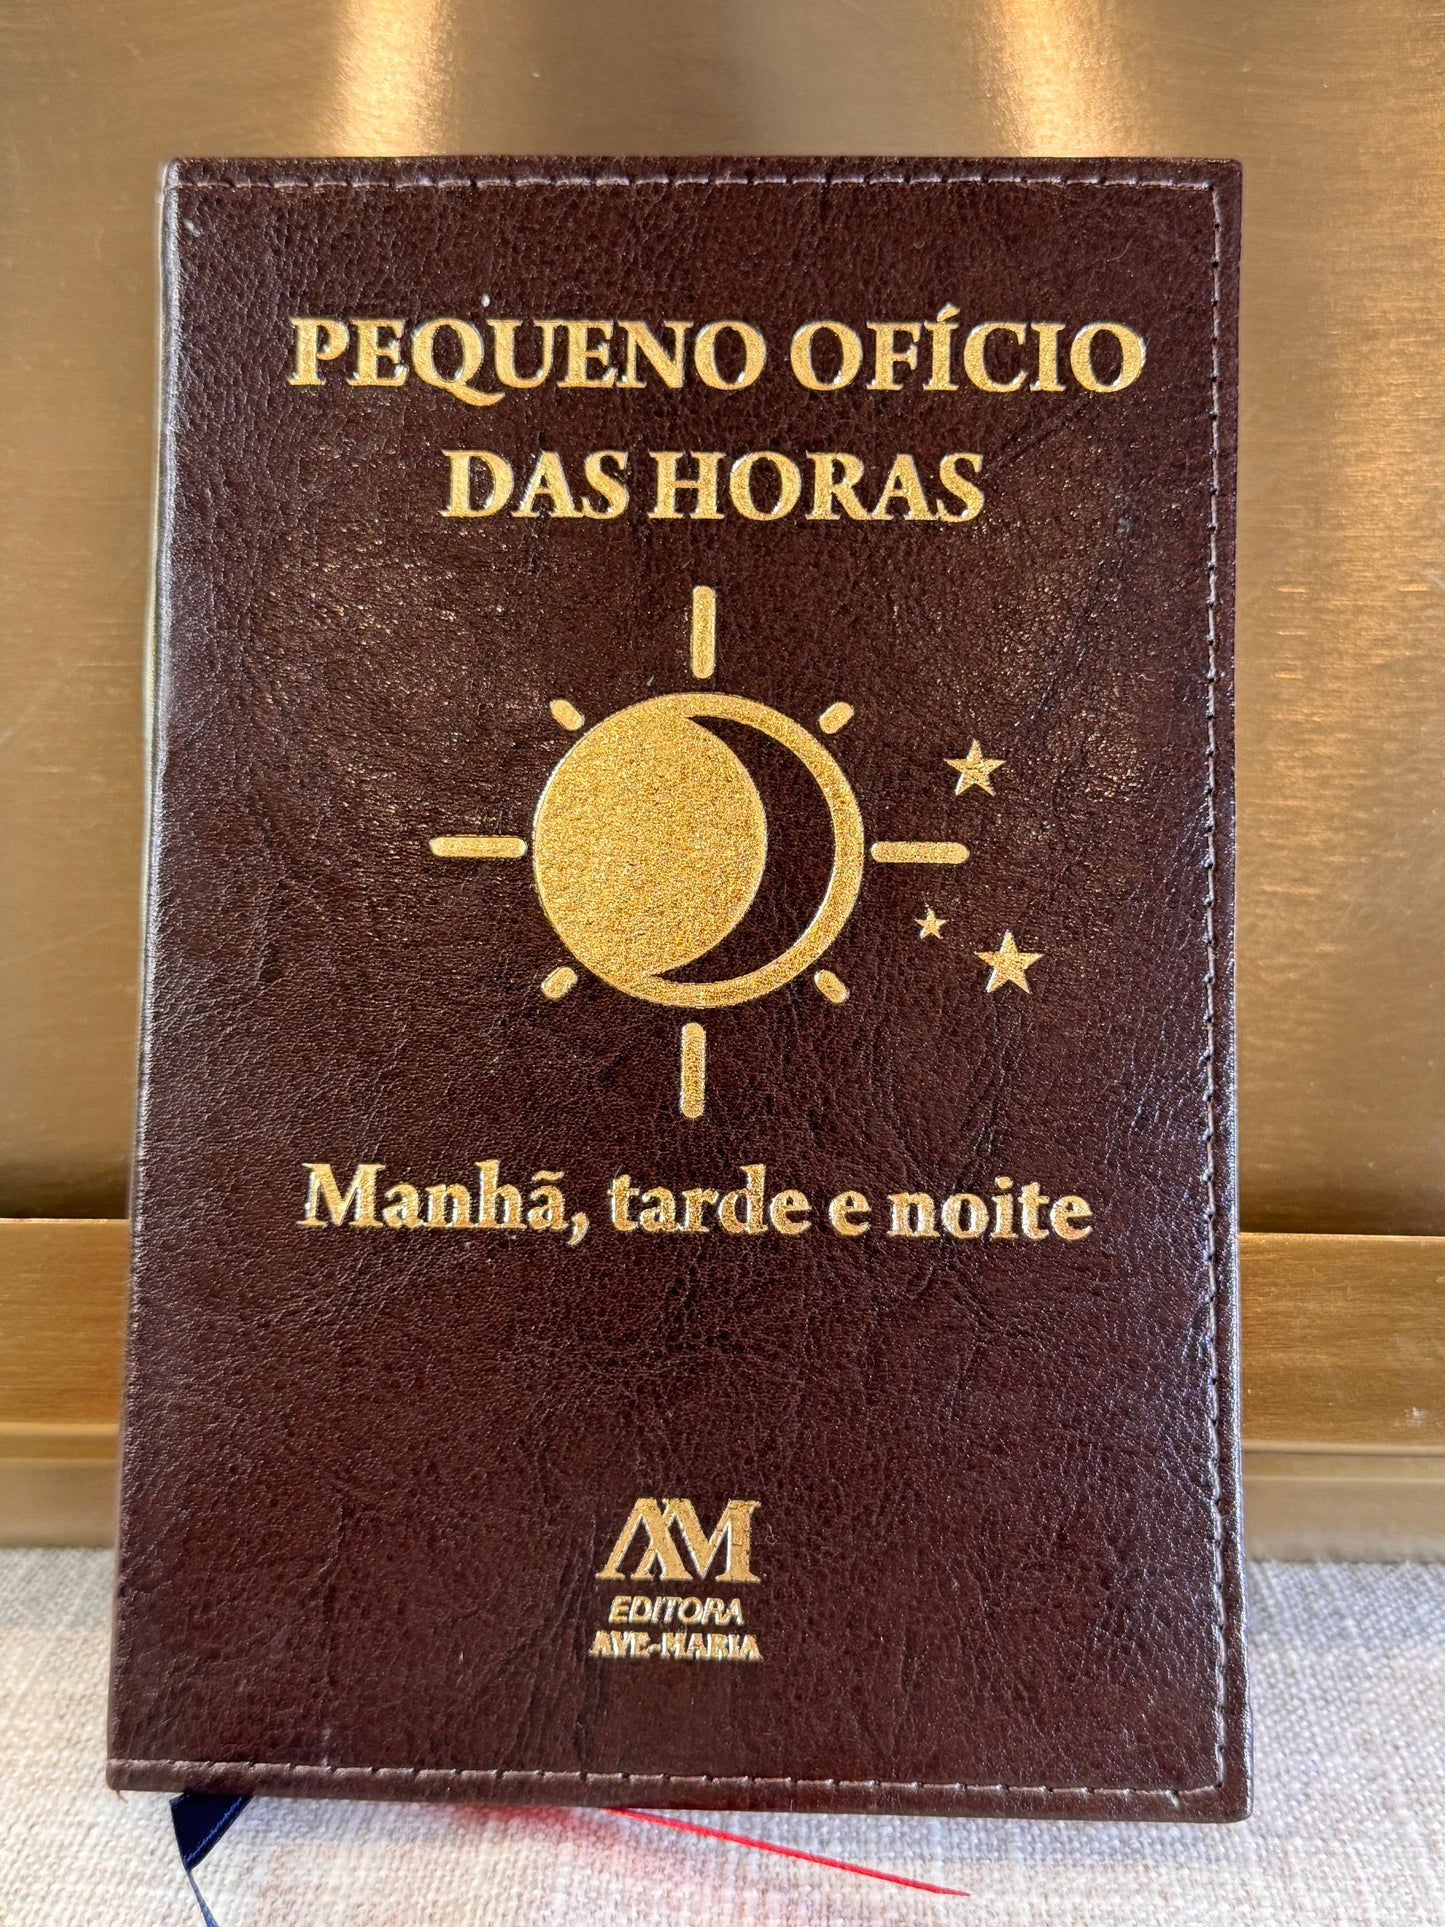 PEQUENO OFÍCIO
DAS HORAS
Manhã, tarde e noite
AM
EDITORA
AVE-MARIA